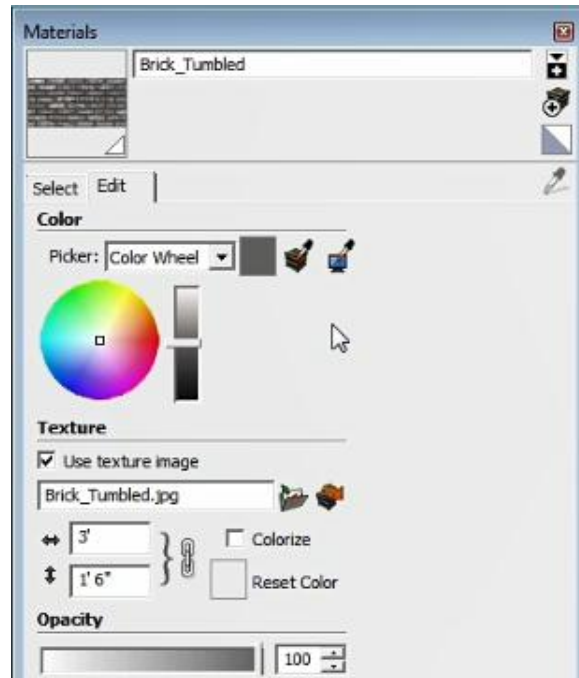 Materials
Brick_Tumbled
Select Edit
Color
Picker: Color Wheel
Texture
Use texture image
Brick_Tumbled.jpg
3' Colorize
1' 6" Reset Color
Opacity
100